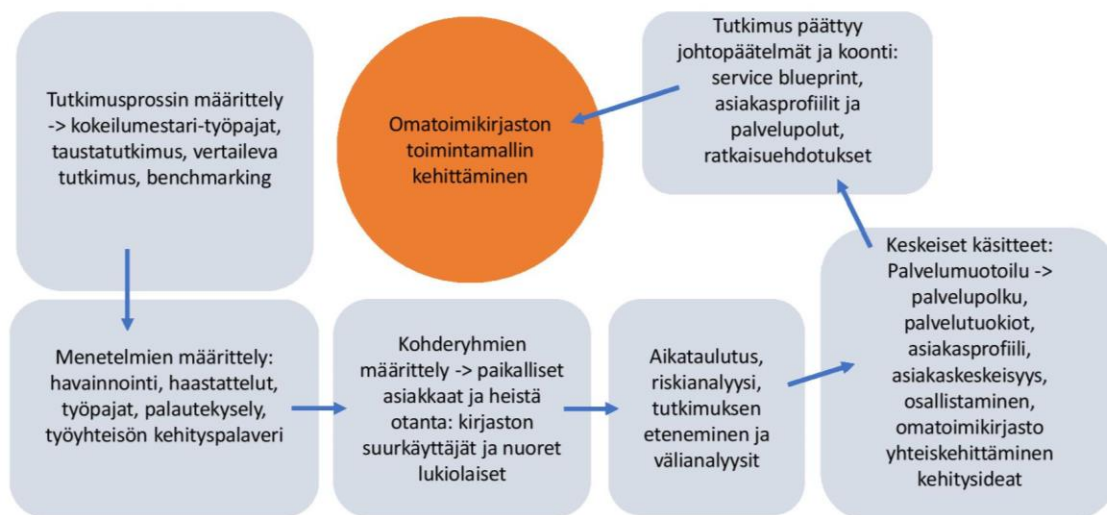 Tutkimusprossin määrittely
-> kokeilumestari-työpajat,
taustatutkimus, vertaileva
tutkimus, benchmarking
Menetelmien määrittely:
havainnointi, haastattelut,
työpajat, palautekysely,
työyhteisön kehityspalaveri
Kohderyhmien
määrittely -> paikalliset
asiakkaat ja heistä
otanta: kirjaston
suurkäyttäjät ja nuoret
lukiolaiset
Aikataulutus,
riskianalyysi,
tutkimuksen
eteneminen ja
välianalyysit
Keskeiset käsitteet:
Palvelumuotoilu ->
palvelupolku,
palvelutuokiot,
asiakasprofiili,
asiakaskeskeisyys,
osallistaminen,
omatoimikirjasto
yhteiskehittäminen
kehitysideat
Tutkimus päättyy
johtopäätelmät ja koonti:
service blueprint,
asiakasprofiilit ja
palvelupolut,
ratkaisuehdotukset
Omatoimikirjaston
toimintamallin
kehittäminen